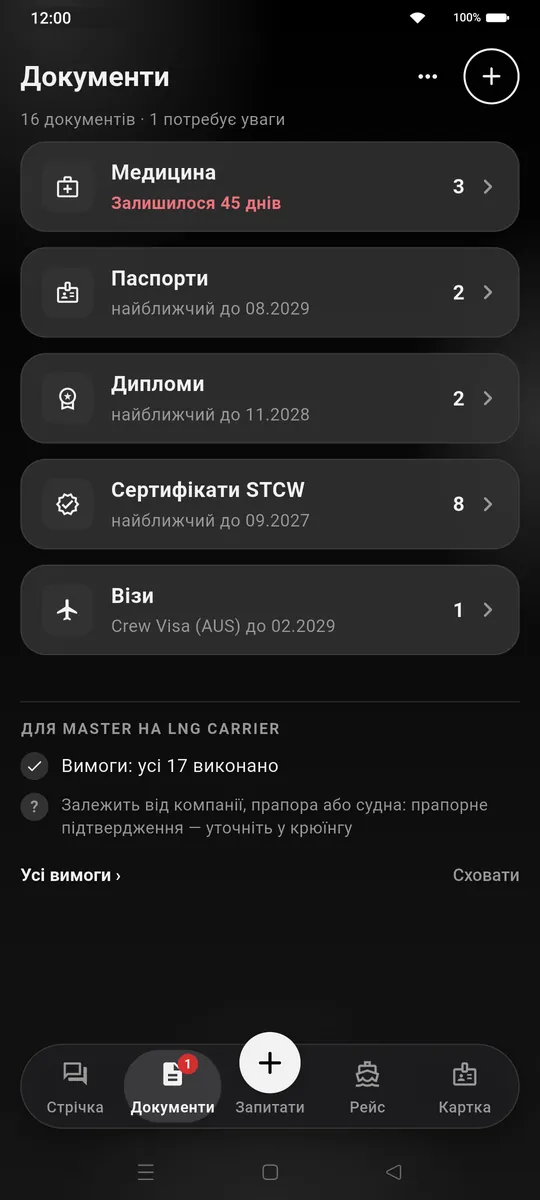 12:00
100%
Документи
16 документів · 1 потребує уваги
Медицина
Залишилося 45 днів
3
Паспорти
найближчий до 08.2029
2
Дипломи
найближчий до 11.2028
2
Сертифікати STCW
найближчий до 09.2027
8
Візи
Crew Visa (AUS) до 02.2029
1
ДЛЯ MASTER НА LNG CARRIER
Вимоги: усі 17 виконано
?
Залежить від компанії, прапора або судна: прапорне
підтвердження — уточніть у крюїнгу
Усі вимоги ›
Сховати
1
Стрічка
Документи
Запитати
Рейс
Картка